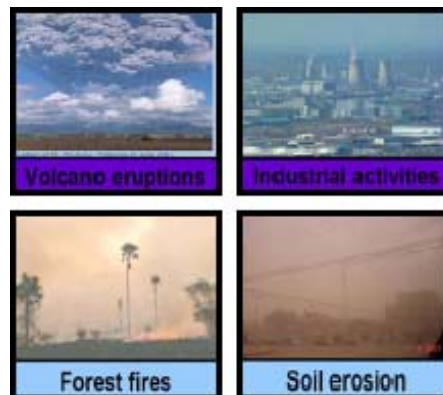 Volcano eruptions
Industrial activities
Forest fires
Soil erosion